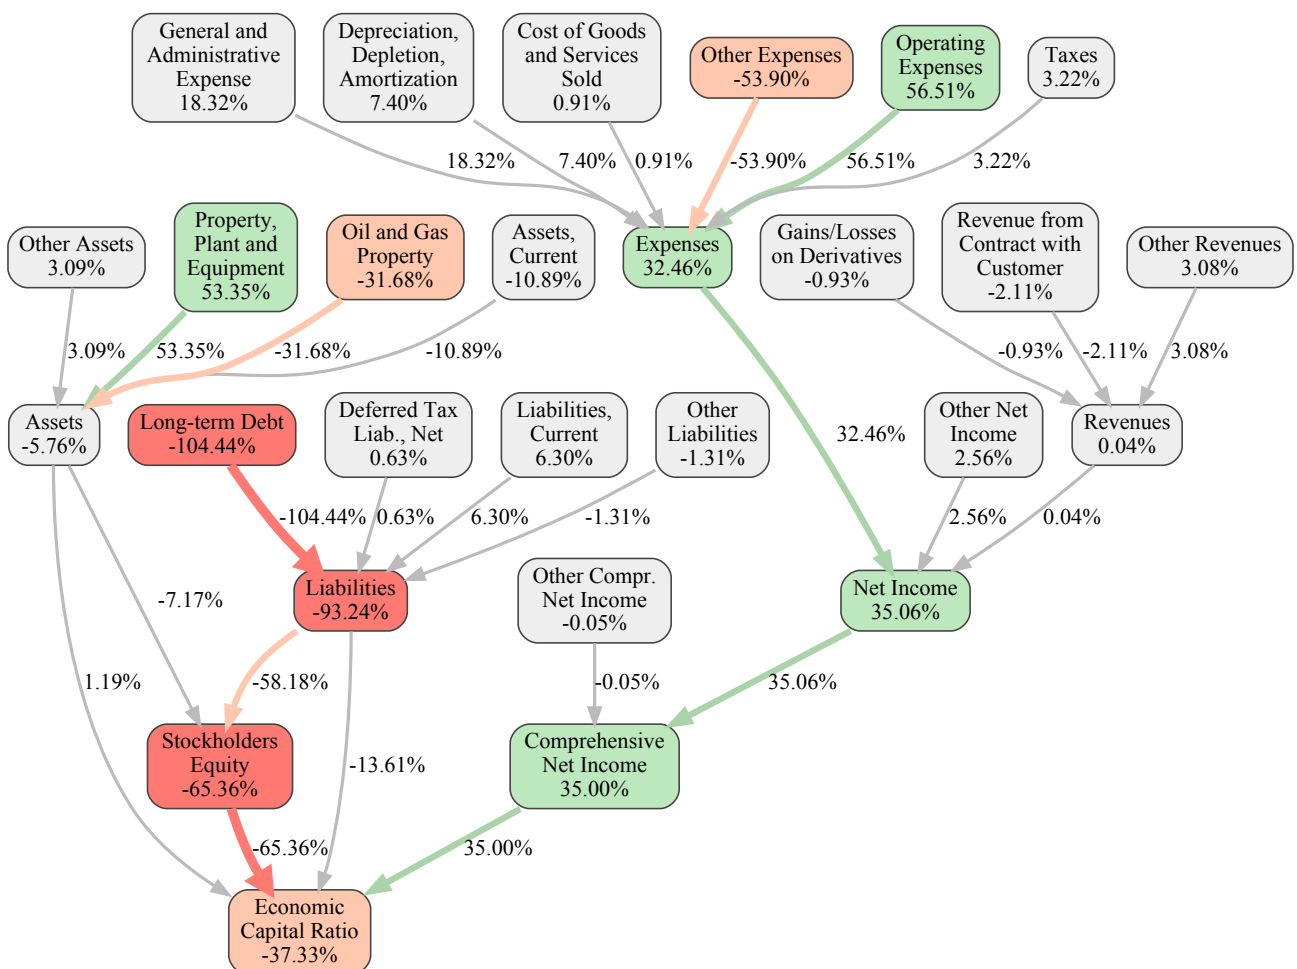 General and
Administrative
Expense
18.32%
Depreciation,
Depletion,
Amortization
7.40%
Cost of Goods
and Services
Sold
0.91%
Other Expenses
-53.90%
Operating
Expenses
56.51%
Taxes
3.22%
18.32%
7.40%
0.91%
-53.90%
56.51%
3.22%
Other Assets
3.09%
Property,
Plant and
Equipment
53.35%
Oil and Gas
Property
-31.68%
Assets,
Current
-10.89%
Expenses
32.46%
Gains/Losses
on Derivatives
-0.93%
Revenue from
Contract with
Customer
-2.11%
Other Revenues
3.08%
3.09%
53.35%
-31.68%
-10.89%
-0.93%
-2.11%
3.08%
Assets
-5.76%
Long-term Debt
-104.44%
Deferred Tax
Liab., Net
0.63%
Liabilities,
Current
6.30%
Other
Liabilities
-1.31%
32.46%
Other Net
Income
2.56%
Revenues
0.04%
-104.44%
0.63%
6.30%
-1.31%
2.56%
0.04%
-7.17%
Liabilities
-93.24%
Other Compr.
Net Income
-0.05%
Net Income
35.06%
1.19%
-58.18%
-0.05%
35.06%
Stockholders
Equity
-65.36%
-13.61%
Comprehensive
Net Income
35.00%
-65.36%
35.00%
Economic
Capital Ratio
-37.33%